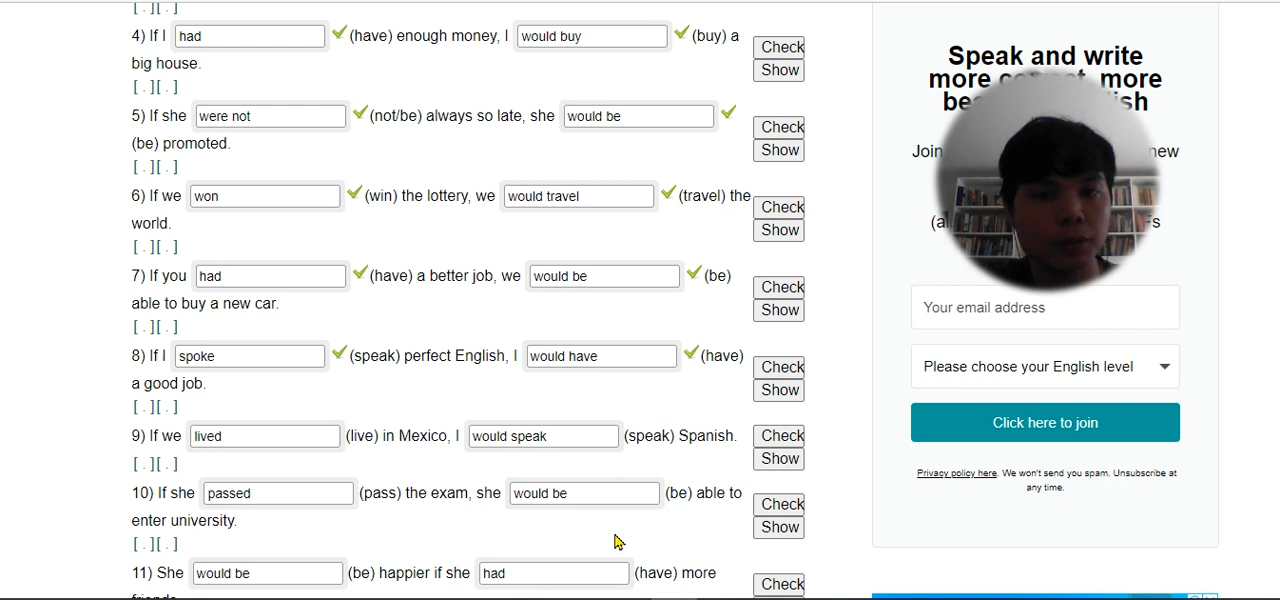 [ . ][ . ]
4) If I had (have) enough money, I would buy (buy) a
big house.
[ . ][ . ]
Check
Show
5) If she were not (not/be) always so late, she would be
(be) promoted.
[ . ][ . ]
Check
Show
6) If we won (win) the lottery, we would travel (travel) the
world.
[ . ][ . ]
Check
Show
7) If you had (have) a better job, we would be (be)
able to buy a new car.
[ . ][ . ]
Check
Show
8) If I spoke (speak) perfect English, I would have (have)
a good job.
[ . ][ . ]
Check
Show
9) If we lived (live) in Mexico, I would speak (speak) Spanish.
[ . ][ . ]
Check
Show
10) If she passed (pass) the exam, she would be (be) able to
enter university.
[ . ][ . ]
Check
Show
11) She would be (be) happier if she had (have) more
friends.
Check
Speak and write
more more
Join new
Your email address
Please choose your English level
Click here to join
Privacy policy here. We won't send you spam. Unsubscribe at
any time.